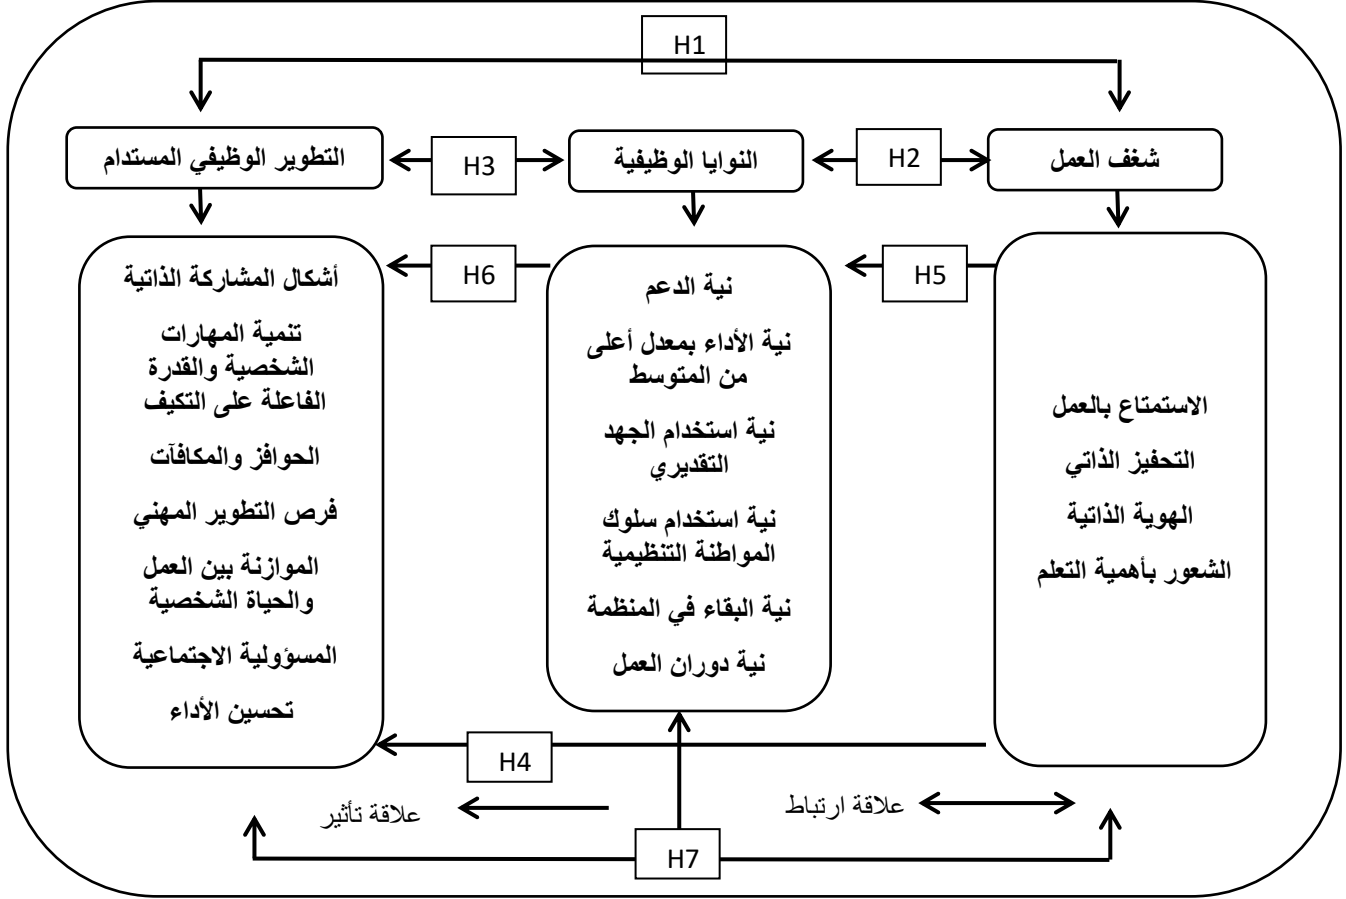 H1
شغف العمل
H2
النوايا الوظيفية
H3
التطوير الوظيفي المستدام
الاستمتاع بالعمل
التحفيز الذاتي
الهوية الذاتية
الشعور بأهمية التعلم
H5
نية الدعم
نية الأداء بمعدل أعلى
من المتوسط
نية استخدام الجهد
التقديري
نية استخدام سلوك
المواطنة التنظيمية
نية البقاء في المنظمة
نية دوران العمل
H6
أشكال المشاركة الذاتية
تنمية المهارات
الشخصية والقدرة
الفاعلة على التكيف
الحوافز والمكافآت
فرص التطوير المهني
الموازنة بين العمل
والحياة الشخصية
المسؤولية الاجتماعية
تحسين الأداء
H4
علاقة ارتباط
علاقة تأثير
H7